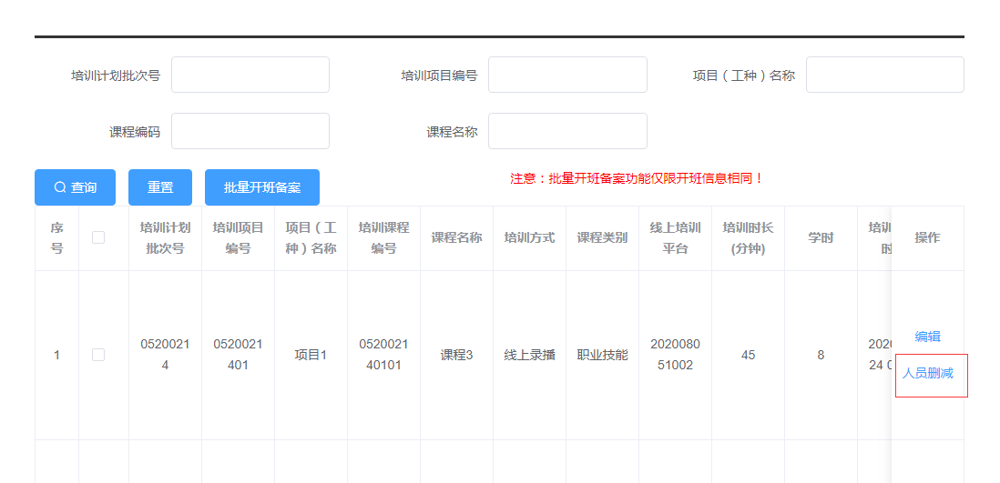 培训计划批次号 培训项目编号 项目（工种）名称
课程编码 课程名称
查询 重置 批量开班备案 注意：批量开班备案功能仅限开班信息相同！
序号 培训计划批次号 培训项目编号 项目（工种）名称 培训课程编号 课程名称 培训方式 课程类别 线上培训平台 培训时长(分钟) 学时 培训 操作
1 05200214 0520021401 项目1 052002140101 课程3 线上录播 职业技能 202008051002 45 8 202 24 编辑
人员删减